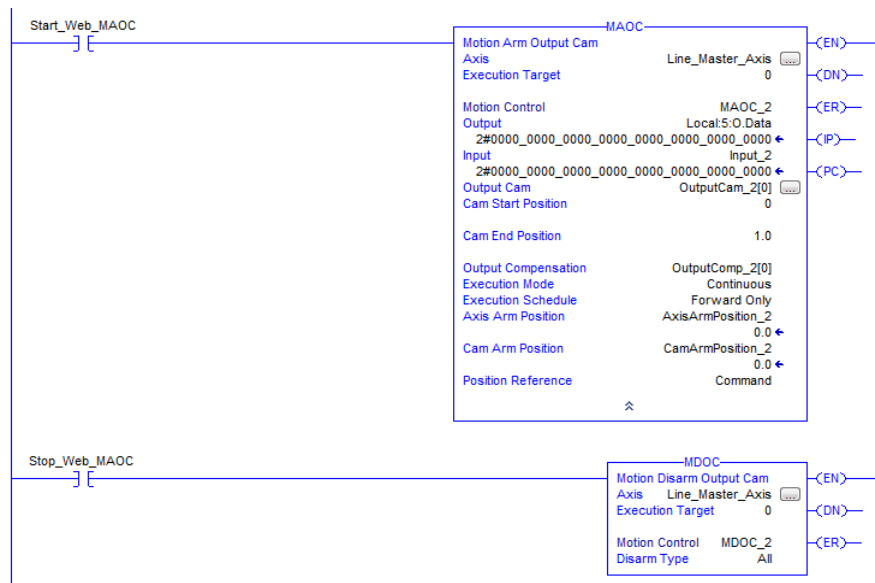 Start_Web_MAOC
MAOC
Motion Arm Output Cam
Axis Line_Master_Axis ...
Execution Target 0
Motion Control MAOC_2
Output Local:5:O.Data
2#0000_0000_0000_0000_0000_0000_0000_0000
Input Input_2
2#0000_0000_0000_0000_0000_0000_0000_0000
Output Cam OutputCam_2[0] ...
Cam Start Position 0
Cam End Position 1.0
Output Compensation OutputComp_2[0]
Execution Mode Continuous
Execution Schedule Forward Only
Axis Arm Position AxisArmPosition_2
0.0
Cam Arm Position CamArmPosition_2
0.0
Position Reference Command
EN
DN
ER
IP
PC
Stop_Web_MAOC
MDOC
Motion Disarm Output Cam
Axis Line_Master_Axis ...
Execution Target 0
Motion Control MDOC_2
Disarm Type All
EN
DN
ER